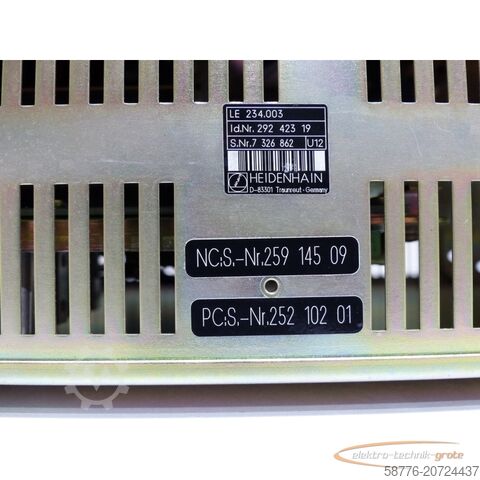 LE 234.003
Id.Nr. 292 423 19
S.Nr.7 326 862 U12
HEIDENHAIN
D-83301 Traunreut · Germany
NC:S.-Nr.259 145 09
PC:S.-Nr.252 102 01
elektro-technik-grote
58776-20724437